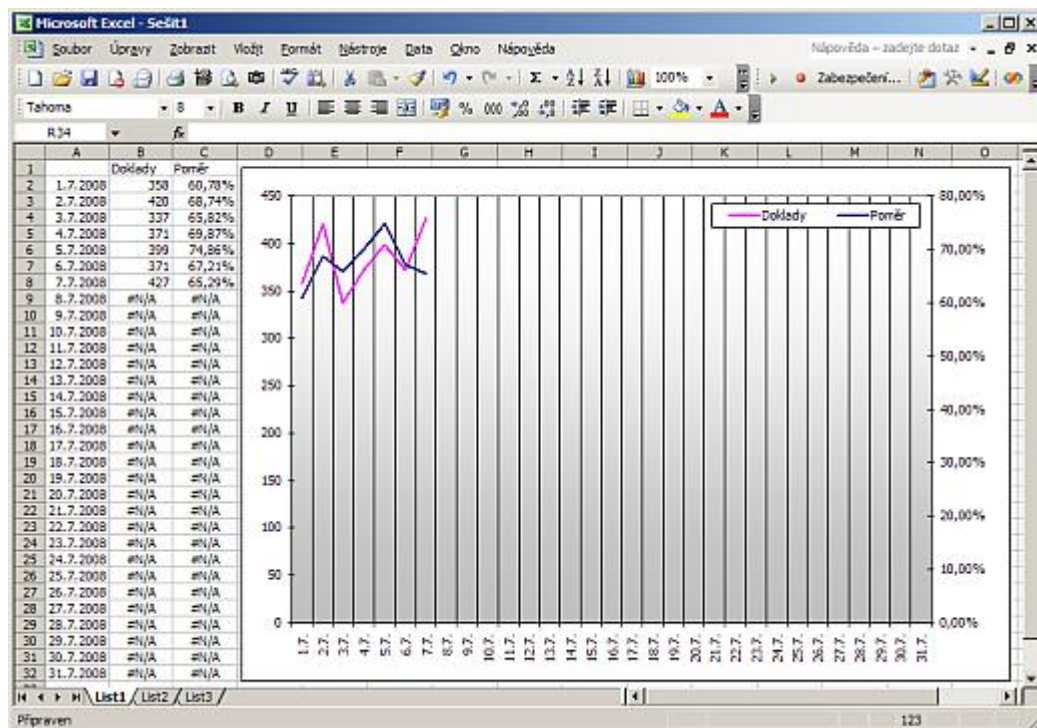 Microsoft Excel - Sešit1
Soubor Úpravy Zobrazit Vložit Formát Nástroje Data Okno Nápověda Nápověda – zadejte dotaz
100% Zabezpečení...
Tahoma 8 B I U % 000
R34 fx
A B C D E F G H I J K L M N O
1 Doklady Poměr
2 1.7.2008 358 60,78%
3 2.7.2008 420 68,74%
4 3.7.2008 337 65,82%
5 4.7.2008 371 69,87%
6 5.7.2008 399 74,86%
7 6.7.2008 371 67,21%
8 7.7.2008 427 65,29%
9 8.7.2008 #N/A #N/A
10 9.7.2008 #N/A #N/A
11 10.7.2008 #N/A #N/A
12 11.7.2008 #N/A #N/A
13 12.7.2008 #N/A #N/A
14 13.7.2008 #N/A #N/A
15 14.7.2008 #N/A #N/A
16 15.7.2008 #N/A #N/A
17 16.7.2008 #N/A #N/A
18 17.7.2008 #N/A #N/A
19 18.7.2008 #N/A #N/A
20 19.7.2008 #N/A #N/A
21 20.7.2008 #N/A #N/A
22 21.7.2008 #N/A #N/A
23 22.7.2008 #N/A #N/A
24 23.7.2008 #N/A #N/A
25 24.7.2008 #N/A #N/A
26 25.7.2008 #N/A #N/A
27 26.7.2008 #N/A #N/A
28 27.7.2008 #N/A #N/A
29 28.7.2008 #N/A #N/A
30 29.7.2008 #N/A #N/A
31 30.7.2008 #N/A #N/A
32 31.7.2008 #N/A #N/A
Doklady Poměr
450
400
350
300
250
200
150
100
50
0
80,00%
70,00%
60,00%
50,00%
40,00%
30,00%
20,00%
10,00%
0,00%
1.7. 2.7. 3.7. 4.7. 5.7. 6.7. 7.7. 8.7. 9.7. 10.7. 11.7. 12.7. 13.7. 14.7. 15.7. 16.7. 17.7. 18.7. 19.7. 20.7. 21.7. 22.7. 23.7. 24.7. 25.7. 26.7. 27.7. 28.7. 29.7. 30.7. 31.7.
List1 List2 List3
Připraven 123